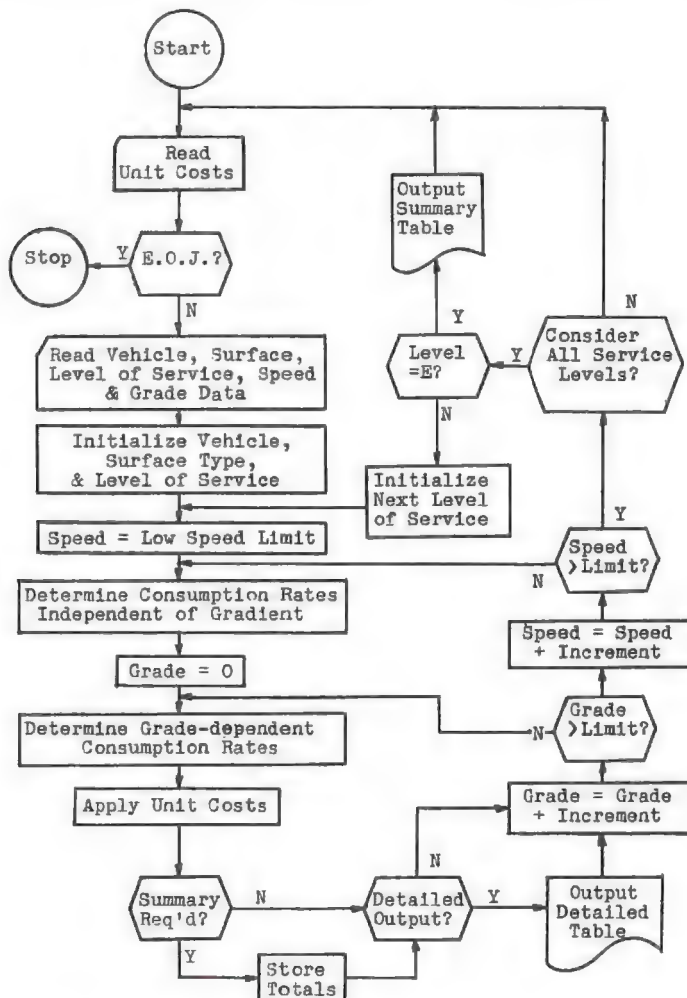 Start
Read
Unit Costs
E.O.J.?
Y
Stop
N
Read Vehicle, Surface,
Level of Service, Speed
& Grade Data
Initialize Vehicle,
Surface Type,
& Level of Service
Speed = Low Speed Limit
Determine Consumption Rates
Independent of Gradient
Grade = 0
Determine Grade-dependent
Consumption Rates
Apply Unit Costs
Summary
Req'd?
N
Y
Store
Totals
Detailed
Output?
N
Y
Output
Detailed
Table
Grade = Grade
+ Increment
Grade
>Limit?
N
Speed = Speed
+ Increment
Speed
>Limit?
N
Y
Consider
All Service
Levels?
N
Y
Level
=E?
Y
N
Output
Summary
Table
Initialize
Next Level
of Service